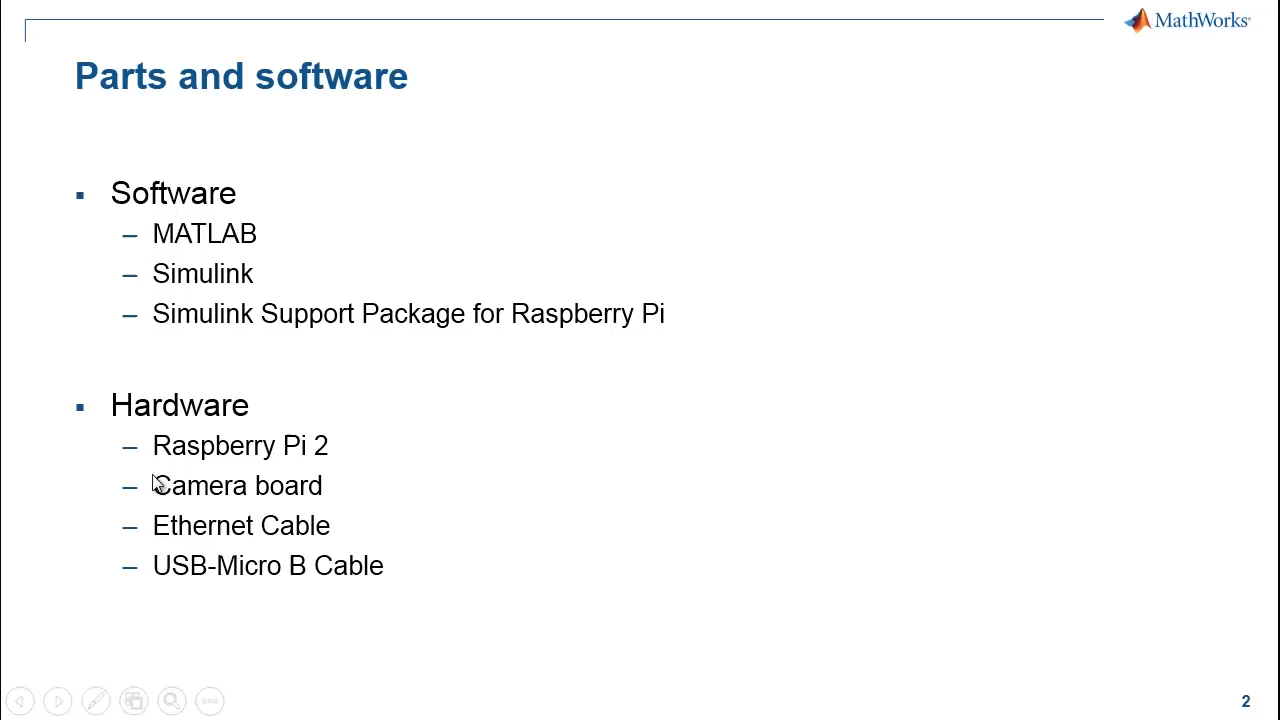 MathWorks®
Parts and software
▪ Software
– MATLAB
– Simulink
– Simulink Support Package for Raspberry Pi
▪ Hardware
– Raspberry Pi 2
– Camera board
– Ethernet Cable
– USB-Micro B Cable
2